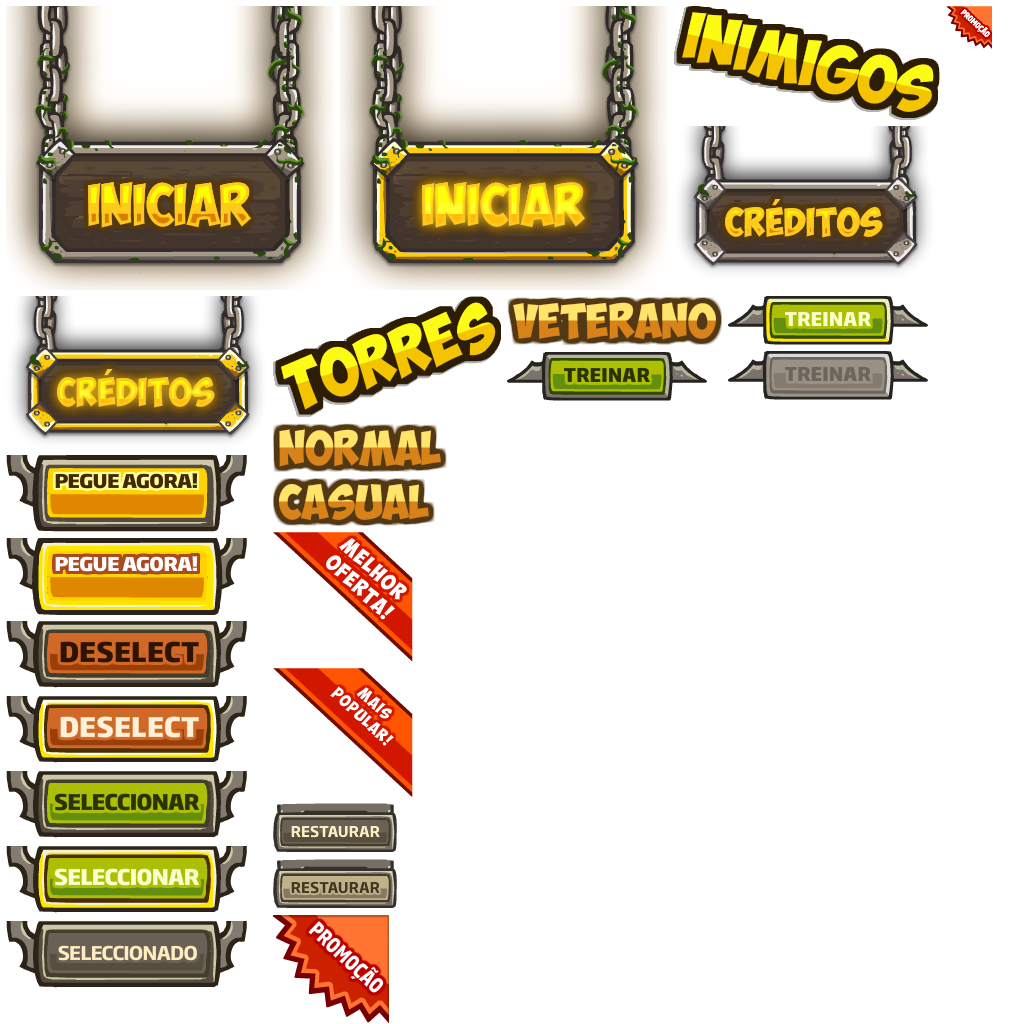 INICIAR
INICIAR
INIMIGOS
PROMOÇÃO
CRÉDITOS
CRÉDITOS
TORRES
VETERANO
TREINAR
TREINAR
TREINAR
NORMAL
CASUAL
PEGUE AGORA!
PEGUE AGORA!
DESELECT
DESELECT
SELECCIONAR
SELECCIONAR
SELECCIONADO
MELHOR
OFERTA!
MAIS
POPULAR!
RESTAURAR
RESTAURAR
PROMOÇÃO